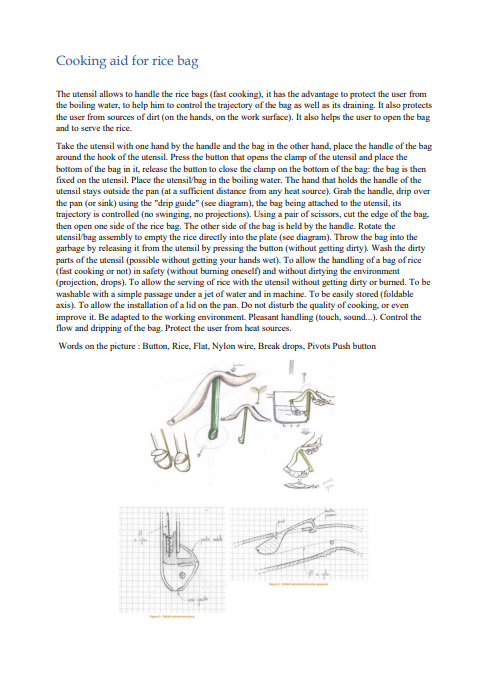 Cooking aid for rice bag
The utensil allows to handle the rice bags (fast cooking), it has the advantage to protect the user from
the boiling water, to help him to control the trajectory of the bag as well as its draining. It also protects
the user from sources of dirt (on the hands, on the work surface). It also helps the user to open the bag
and to serve the rice.
Take the utensil with one hand by the handle and the bag in the other hand, place the handle of the bag
around the hook of the utensil. Press the button that opens the clamp of the utensil and place the
bottom of the bag in it, release the button to close the clamp on the bottom of the bag: the bag is then
fixed on the utensil. Place the utensil/bag in the boiling water. The hand that holds the handle of the
utensil stays outside the pan (at a sufficient distance from any heat source). Grab the handle, drip over
the pan (or sink) using the "drip guide" (see diagram), the bag being attached to the utensil, its
trajectory is controlled (no swinging, no projections). Using a pair of scissors, cut the edge of the bag,
then open one side of the rice bag. The other side of the bag is held by the handle. Rotate the
utensil/bag assembly to empty the rice directly into the plate (see diagram). Throw the bag into the
garbage by releasing it from the utensil by pressing the button (without getting dirty). Wash the dirty
parts of the utensil (possible without getting your hands wet). To allow the handling of a bag of rice
(fast cooking or not) in safety (without burning oneself) and without dirtying the environment
(projection, drops). To allow the serving of rice with the utensil without getting dirty or burned. To be
washable with a simple passage under a jet of water and in machine. To be easily stored (foldable
axis). To allow the installation of a lid on the pan. Do not disturb the quality of cooking, or even
improve it. Be adapted to the working environment. Pleasant handling (touch, sound...). Control the
flow and dripping of the bag. Protect the user from heat sources.
Words on the picture : Button, Rice, Flat, Nylon wire, Break drops, Pivots Push button